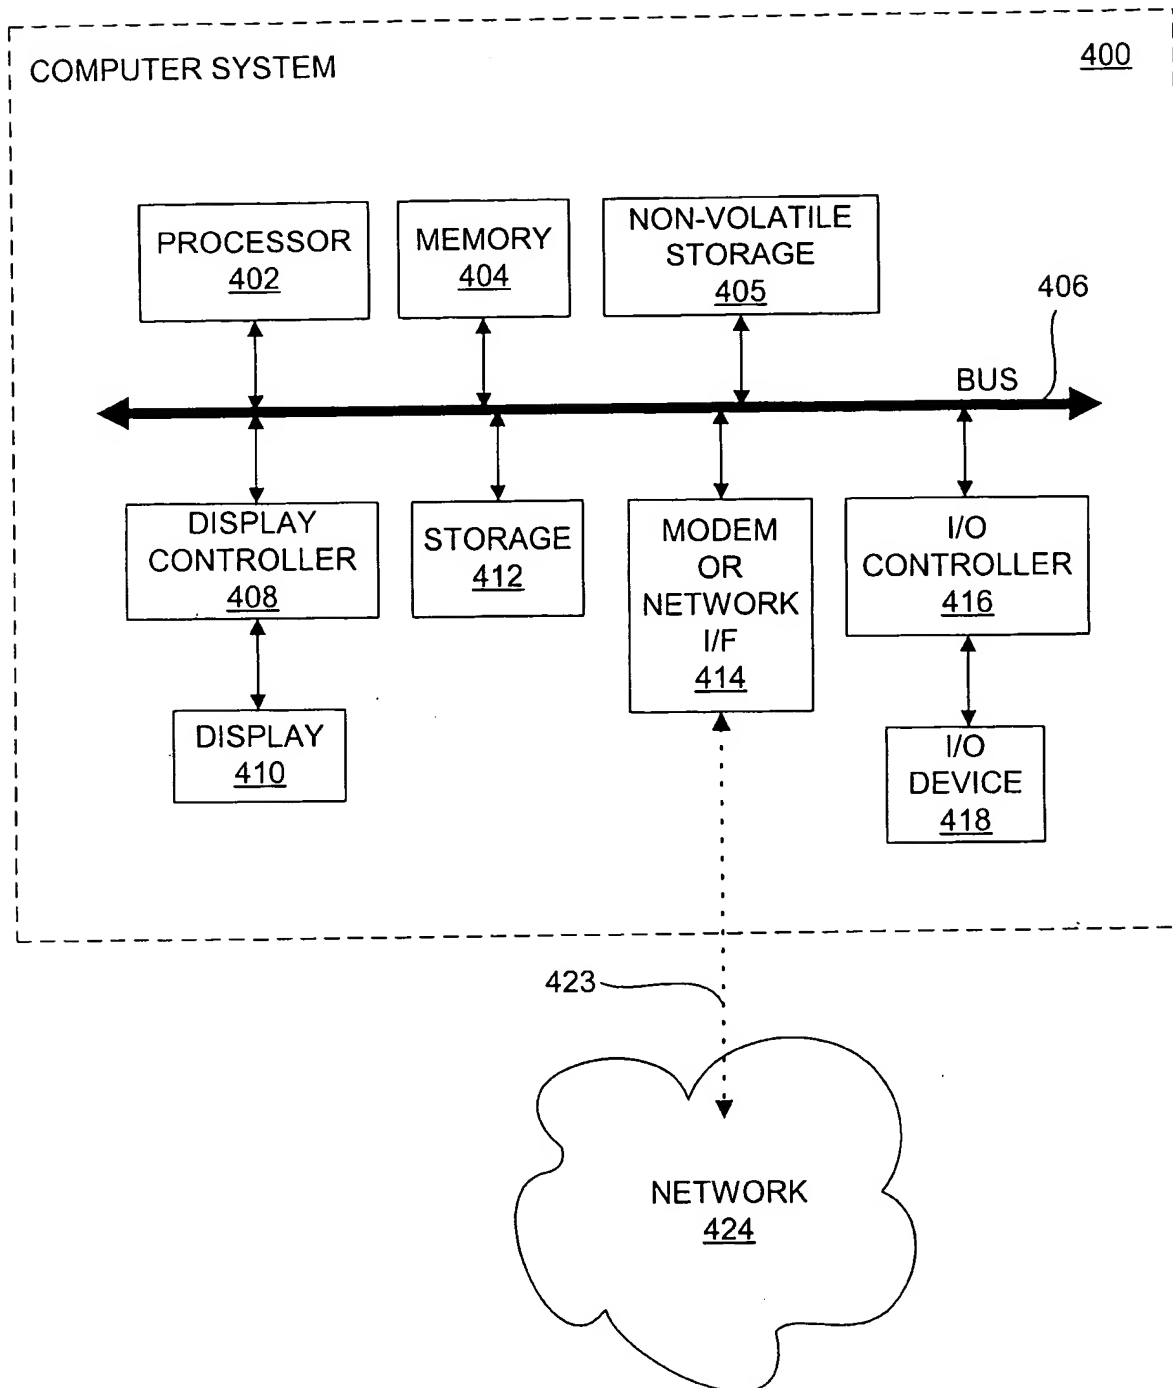 COMPUTER SYSTEM
400
PROCESSOR
402
MEMORY
404
NON-VOLATILE
STORAGE
405
406
BUS
DISPLAY
CONTROLLER
408
STORAGE
412
MODEM
OR
NETWORK
I/F
414
I/O
CONTROLLER
416
DISPLAY
410
I/O
DEVICE
418
423
NETWORK
424